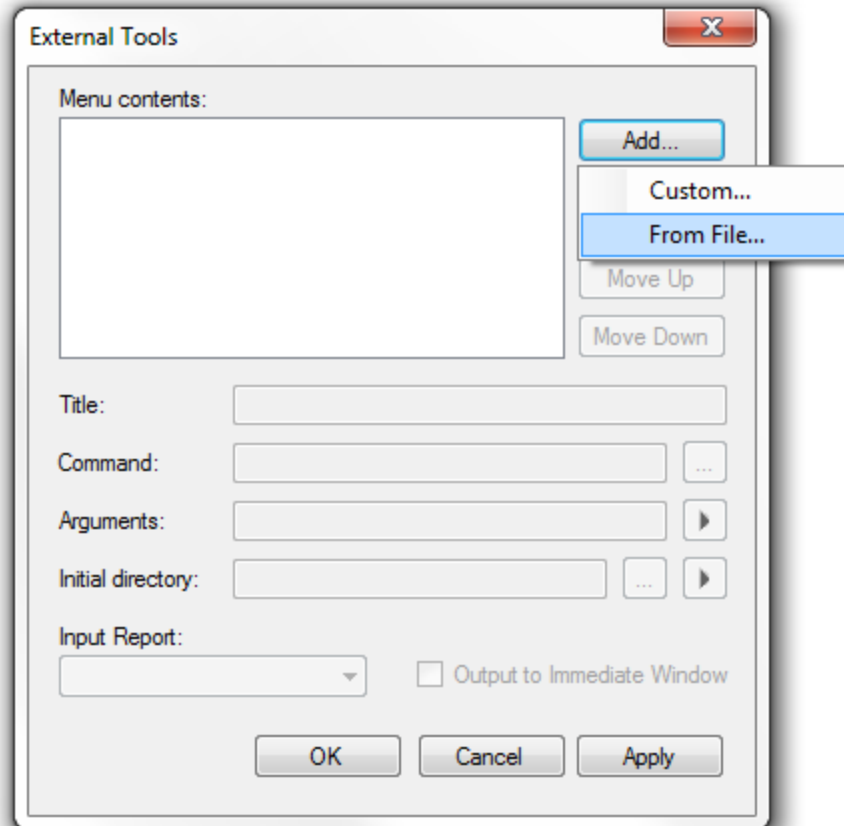 External Tools
Menu contents:
Add...
Custom...
From File...
Move Up
Move Down
Title:
Command:
...
Arguments:
Initial directory:
...
Input Report:
Output to Immediate Window
OK
Cancel
Apply